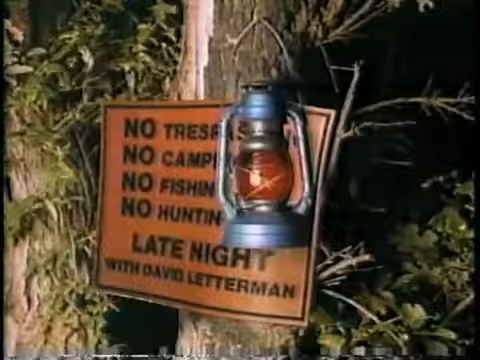 NO TRESPAS
NO CAMPI
NO FISHIN
NO HUNTIN
LATE NIGHT
WITH DAVID LETTERMAN